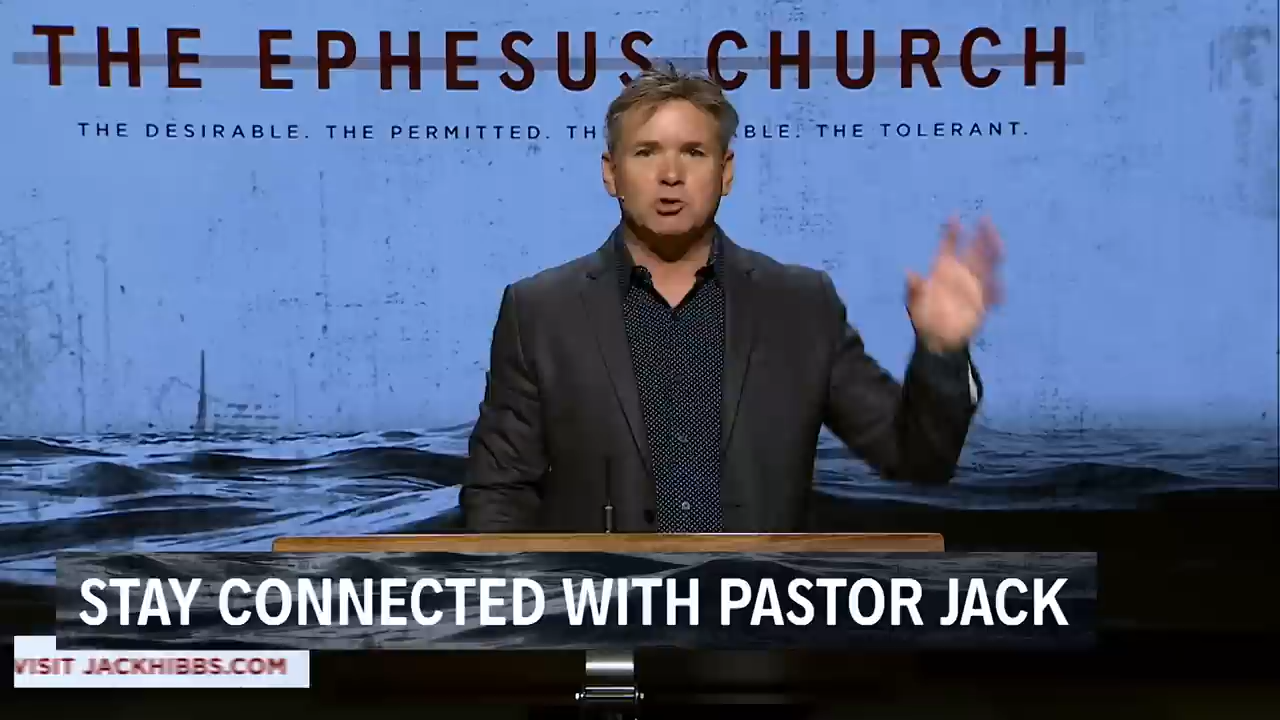 THE EPHESUS CHURCH
THE DESIRABLE. THE PERMITTED. THE TOLERANT.
STAY CONNECTED WITH PASTOR JACK
VISIT JACKHIBBS.COM